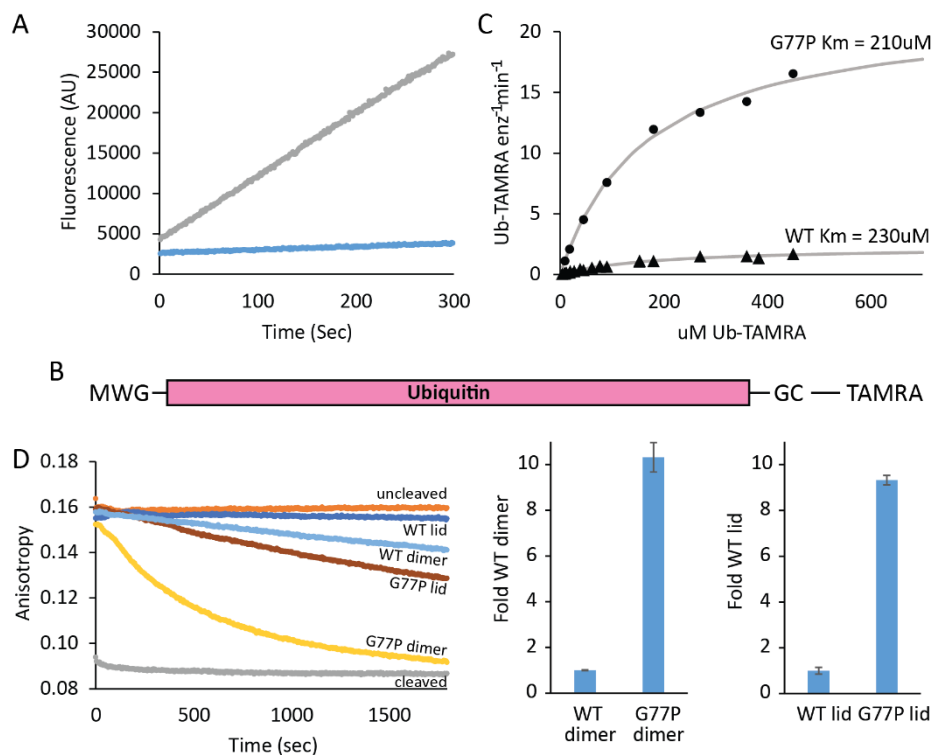 A
Fluorescence (AU)
30000
25000
20000
15000
10000
5000
0
0 100 200 300
Time (Sec)
C
Ub-TAMRA enz⁻¹min⁻¹
20
15
10
5
0
G77P Km = 210uM
WT Km = 230uM
0 200 400 600
uM Ub-TAMRA
B
MWG Ubiquitin GC TAMRA
D
Anisotropy
0.18
0.16
0.14
0.12
0.10
0.08
uncleaved
WT lid
WT dimer
G77P lid
G77P dimer
cleaved
0 500 1000 1500
Time (sec)
Fold WT dimer
10
8
6
4
2
0
WT dimer
G77P dimer
Fold WT lid
10
8
6
4
2
0
WT lid G77P lid